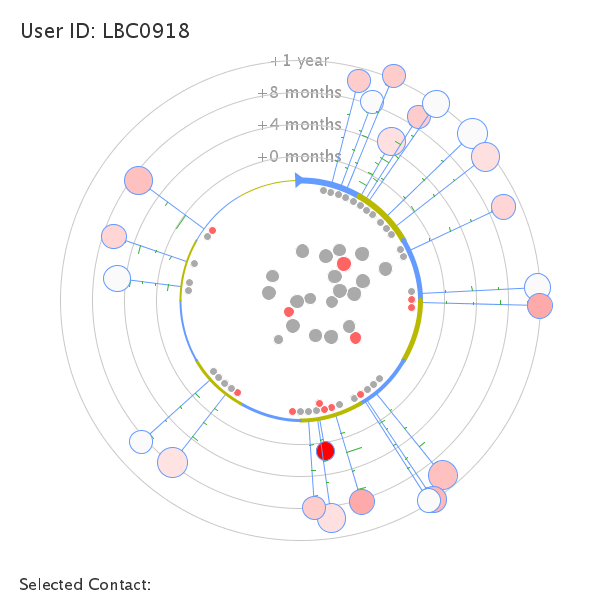 User ID: LBC0918
+1 year
+8 months
+4 months
+0 months
Selected Contact: